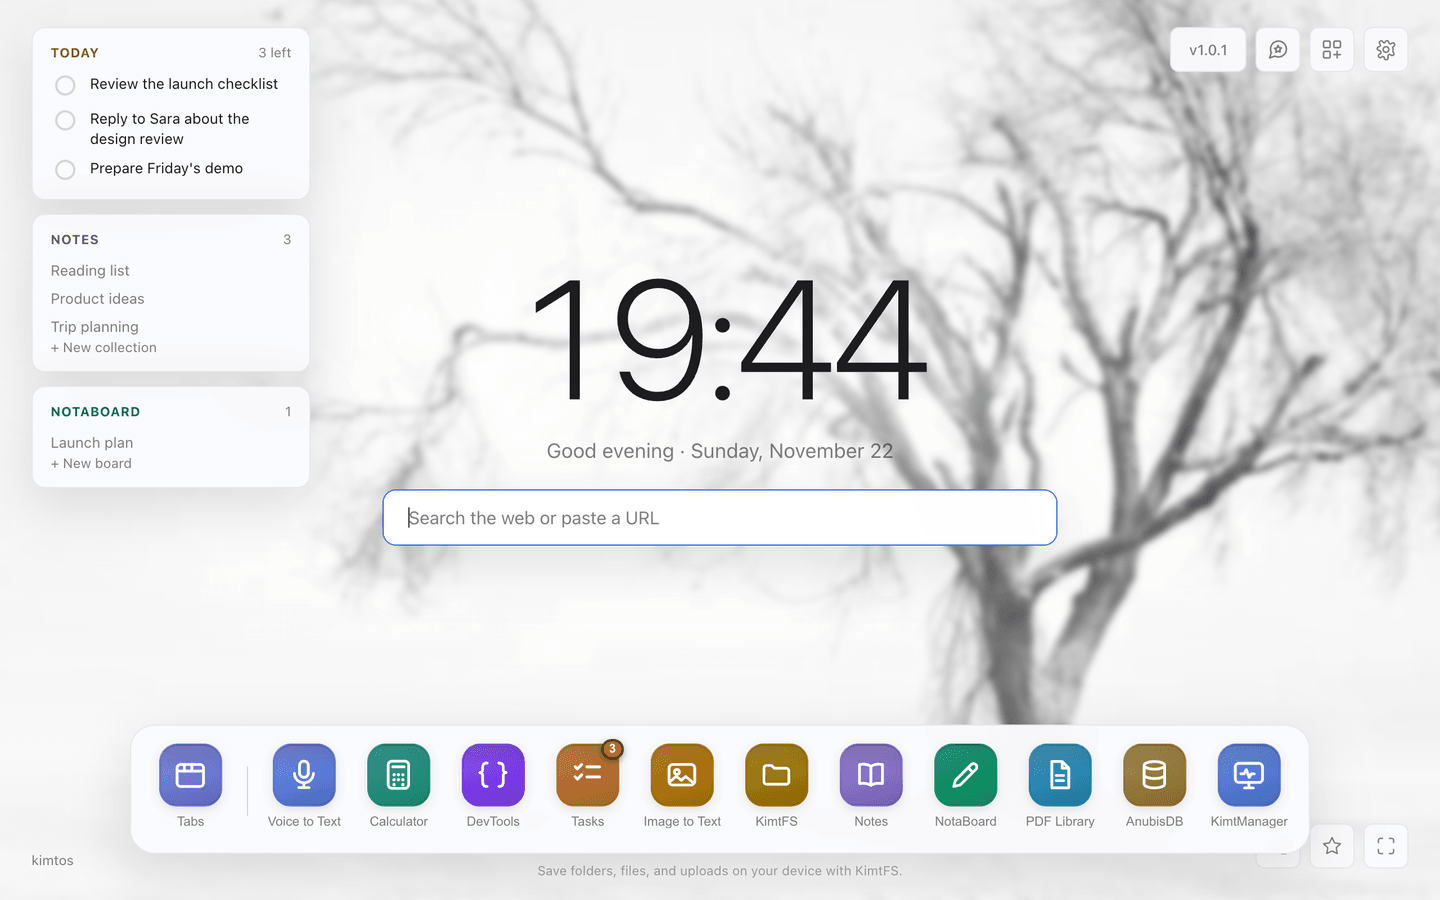 TODAY
3 left
Review the launch checklist
Reply to Sara about the
design review
Prepare Friday's demo
NOTES
3
Reading list
Product ideas
Trip planning
+ New collection
NOTABOARD
1
Launch plan
+ New board
v1.0.1
19:44
Good evening · Sunday, November 22
Search the web or paste a URL
3
Tabs
Voice to Text
Calculator
DevTools
Tasks
Image to Text
KimtFS
Notes
NotaBoard
PDF Library
AnubisDB
KimtManager
kimtos
Save folders, files, and uploads on your device with KimtFS.